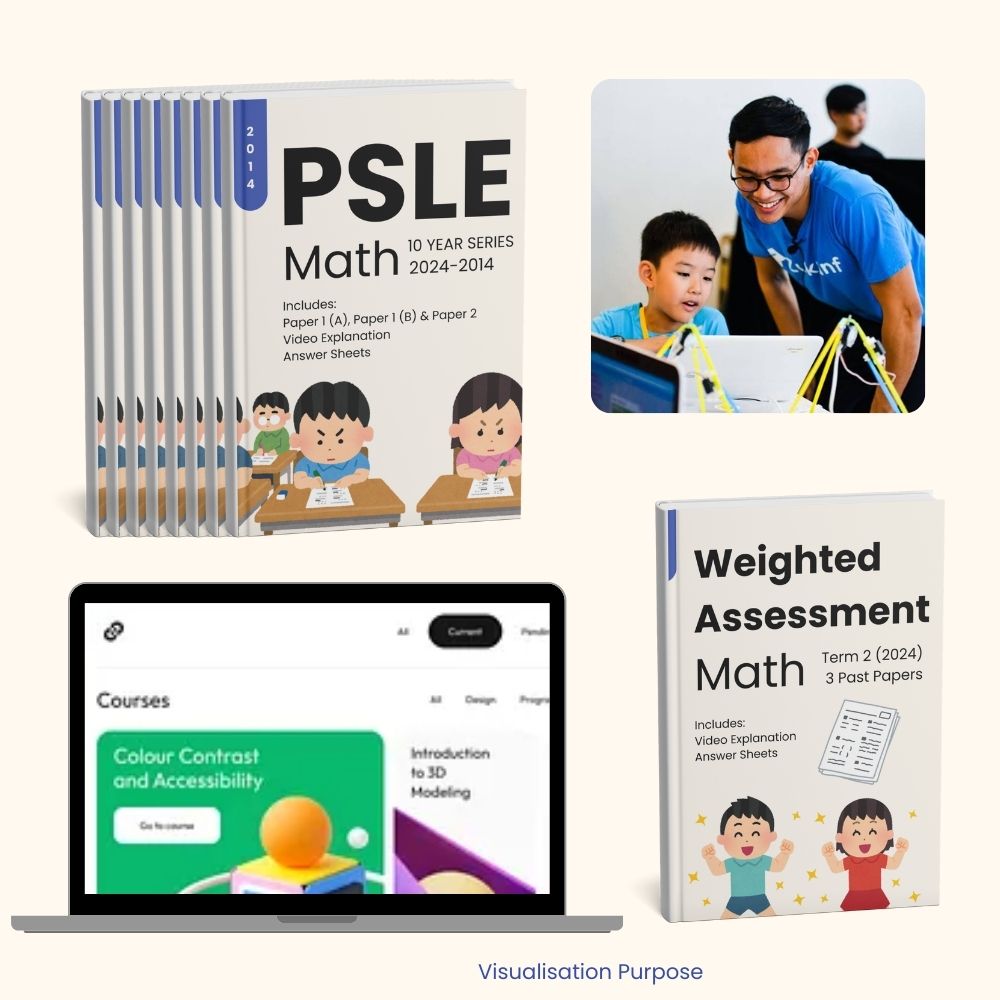 2014
PSLE
Math
10 YEAR SERIES
2024-2014
Includes:
Paper 1 (A), Paper 1 (B) & Paper 2
Video Explanation
Answer Sheets
All
Current
Courses
All
Design
Colour Contrast
and Accessibility
Go to course
Introduction
to 3D
Modeling
Weighted
Assessment
Math
Term 2 (2024)
3 Past Papers
Includes:
Video Explanation
Answer Sheets
Visualisation Purpose